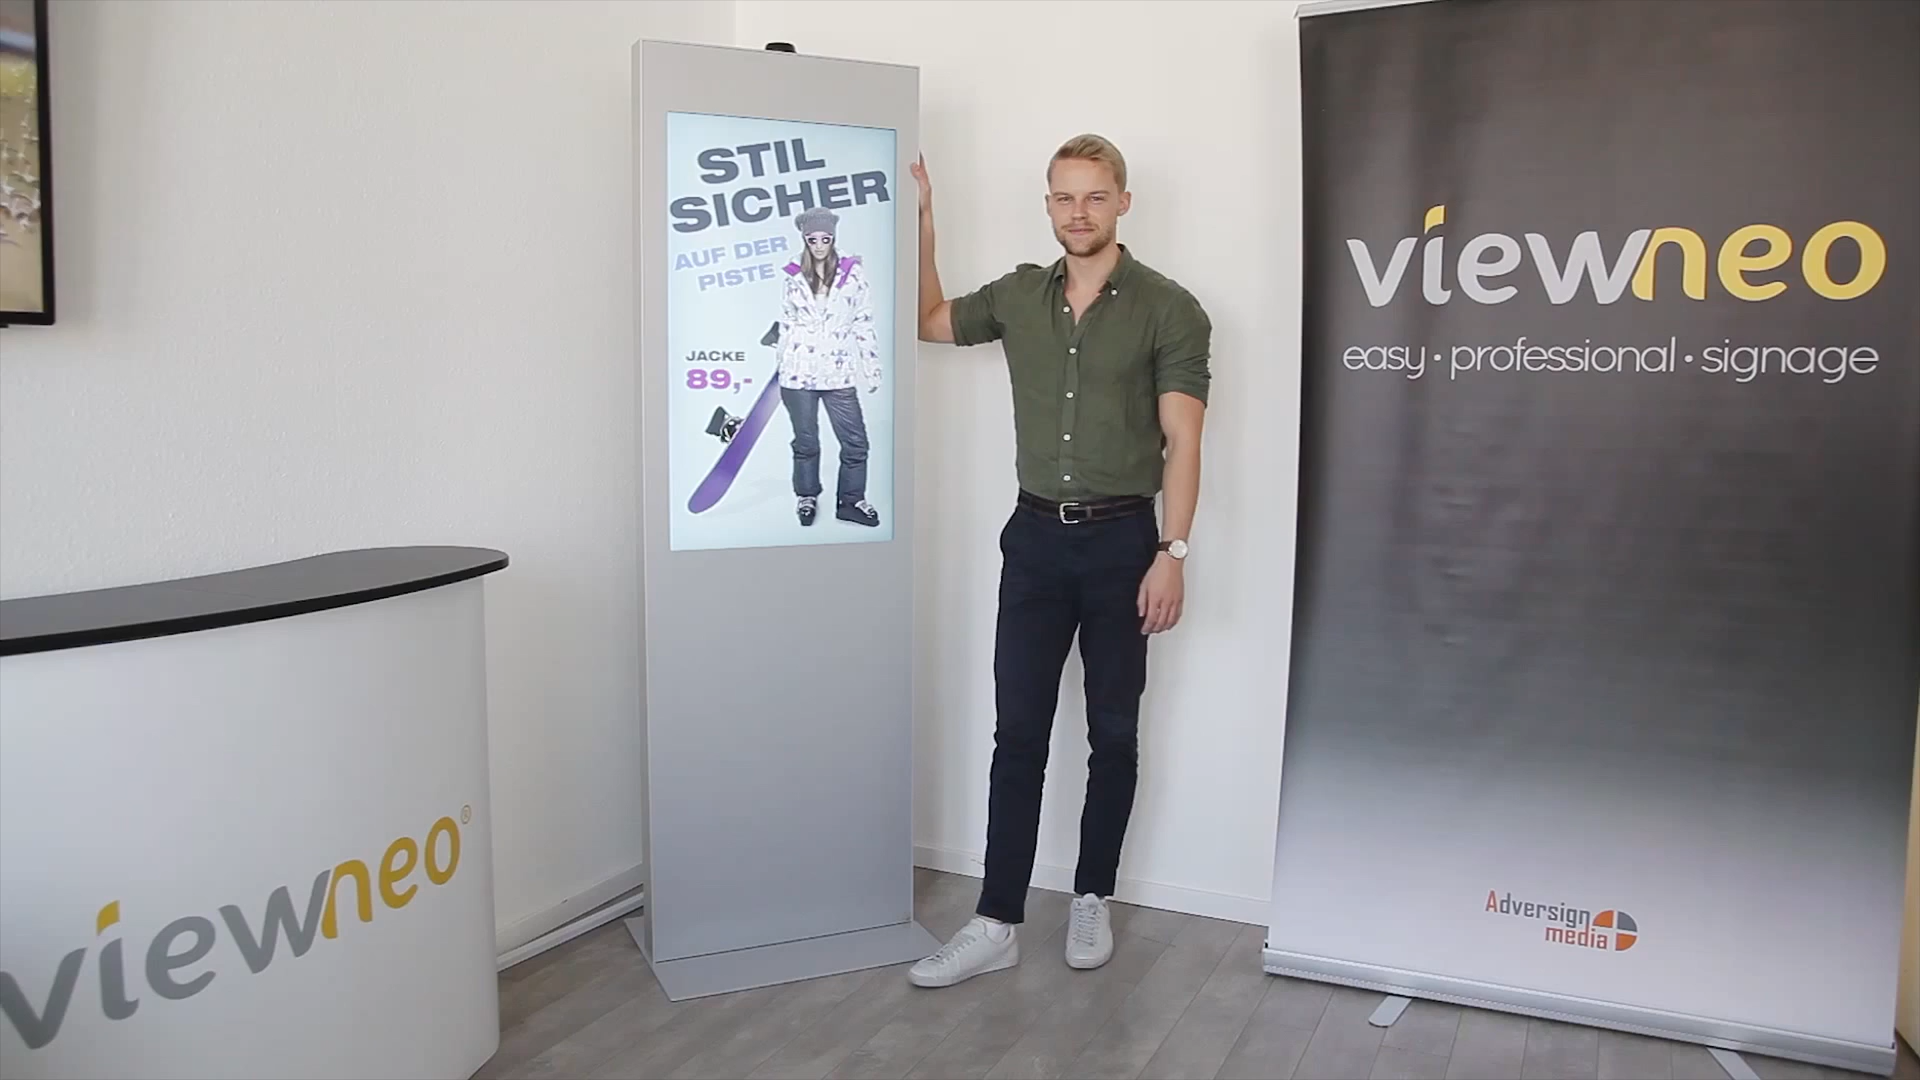 STIL
SICHER
AUF DER
PISTE
JACKE
89,-
viewneo
easy · professional · signage
Adversign
media
viewneo®